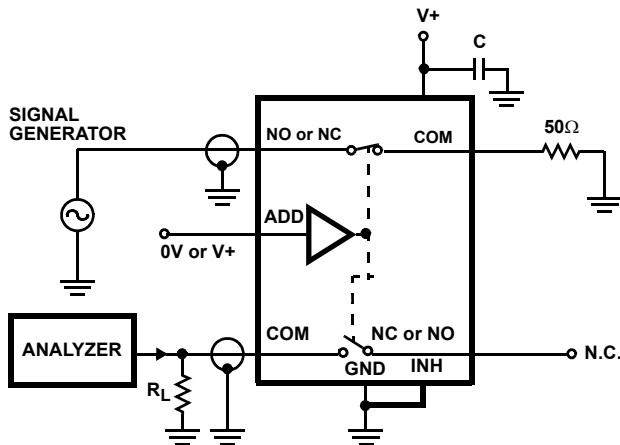 V+
C
SIGNAL
GENERATOR
NO or NC
COM
50Ω
ADD
0V or V+
COM
NC or NO
ANALYZER
N.C.
GND
INH
RL